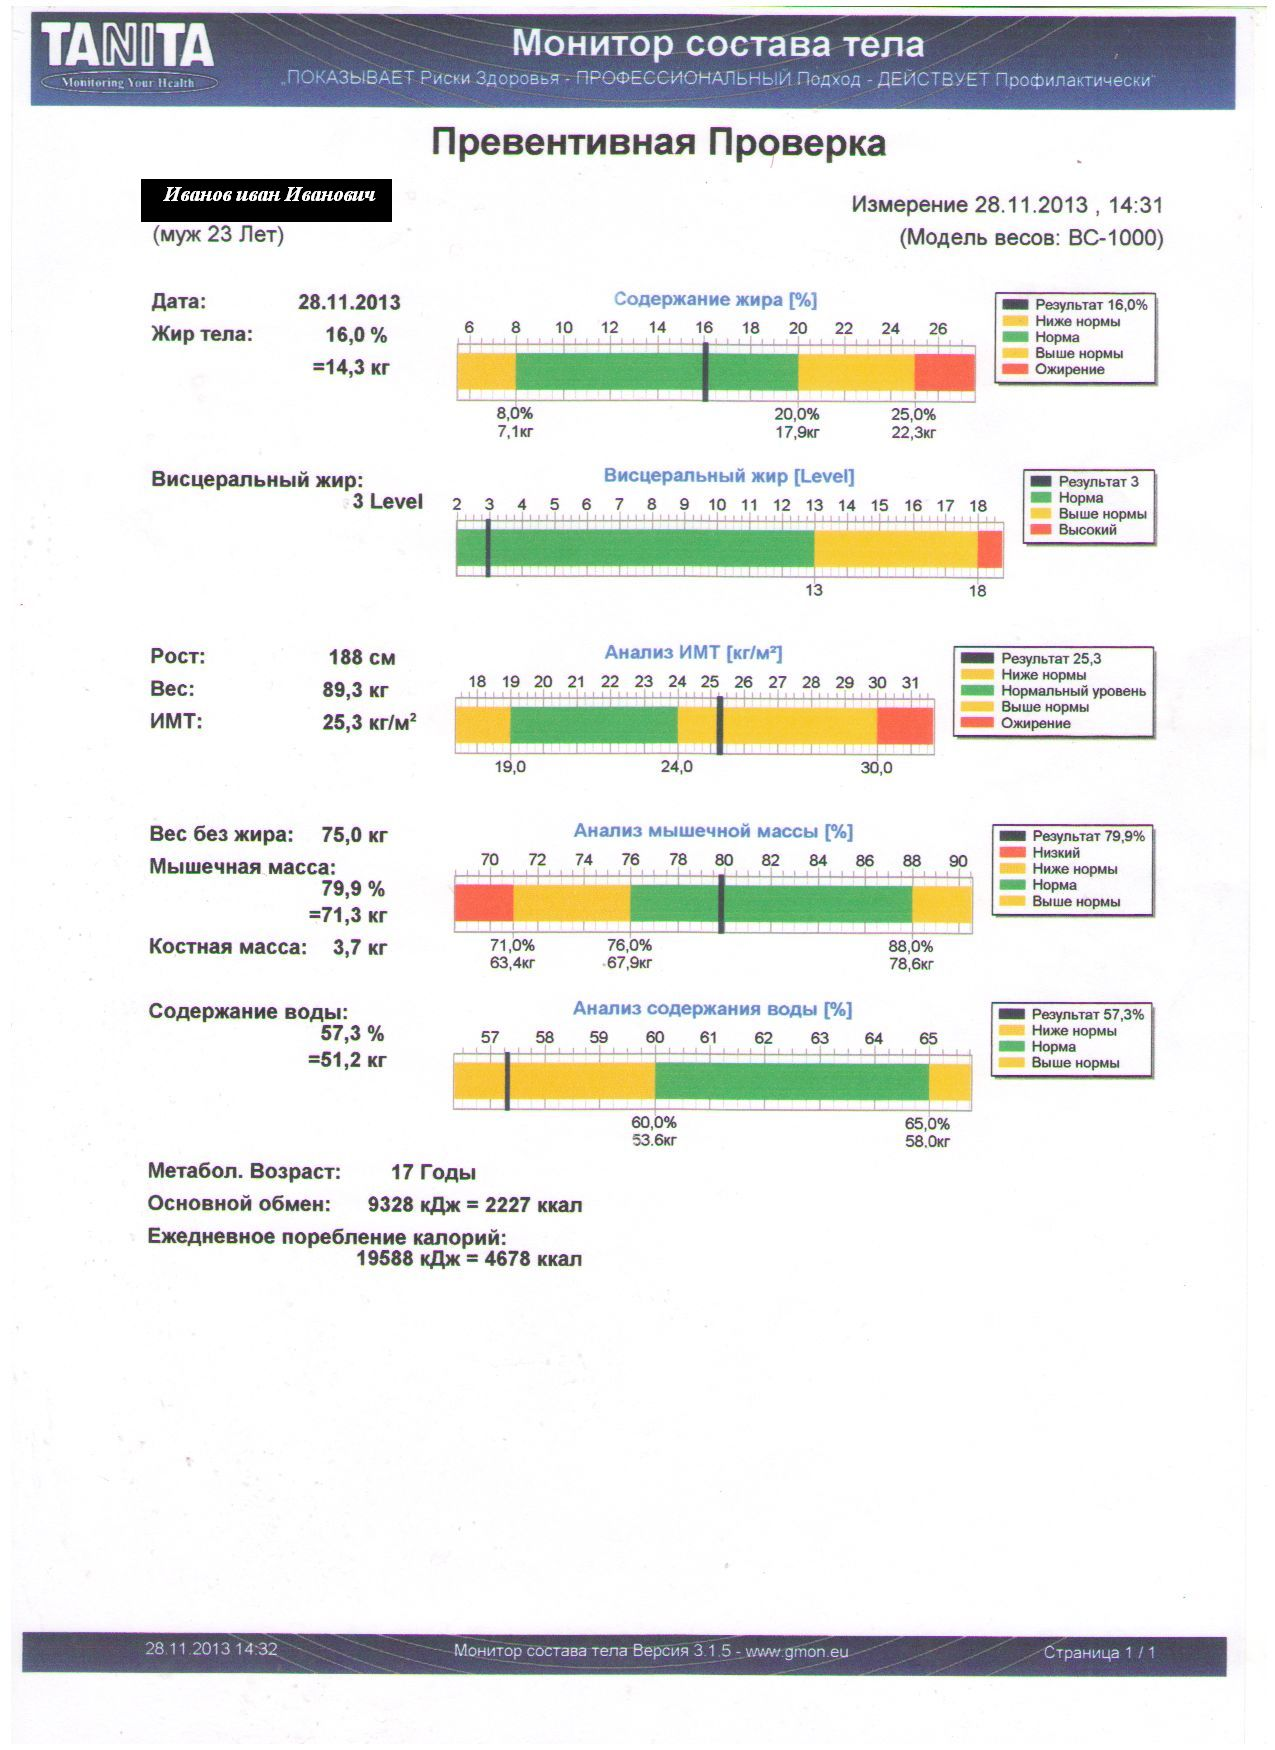 TANITA
Monitoring Your Health
Монитор состава тела
„ПОКАЗЫВАЕТ Риски Здоровья - ПРОФЕССИОНАЛЬНЫЙ Подход - ДЕЙСТВУЕТ Профилактически“
Превентивная Проверка
Иванов иван Иванович
(муж 23 Лет)
Измерение 28.11.2013 , 14:31
(Модель весов: BC-1000)
Дата: 28.11.2013
Жир тела: 16,0 %
=14,3 кг
Содержание жира [%]
6 8 10 12 14 16 18 20 22 24 26
8,0% 20,0% 25,0%
7,1кг 17,9кг 22,3кг
Результат 16,0%
Ниже нормы
Норма
Выше нормы
Ожирение
Висцеральный жир:
3 Level
Висцеральный жир [Level]
2 3 4 5 6 7 8 9 10 11 12 13 14 15 16 17 18
13 18
Результат 3
Норма
Выше нормы
Высокий
Рост: 188 см
Вес: 89,3 кг
ИМТ: 25,3 кг/м²
Анализ ИМТ [кг/м²]
18 19 20 21 22 23 24 25 26 27 28 29 30 31
19,0 24,0 30,0
Результат 25,3
Ниже нормы
Нормальный уровень
Выше нормы
Ожирение
Вес без жира: 75,0 кг
Мышечная масса:
79,9 %
=71,3 кг
Костная масса: 3,7 кг
Анализ мышечной массы [%]
70 72 74 76 78 80 82 84 86 88 90
71,0% 76,0% 88,0%
63,4кг 67,9кг 78,6кг
Результат 79,9%
Низкий
Ниже нормы
Норма
Выше нормы
Содержание воды:
57,3 %
=51,2 кг
Анализ содержания воды [%]
57 58 59 60 61 62 63 64 65
60,0% 65,0%
53.6кг 58.0кг
Результат 57,3%
Ниже нормы
Норма
Выше нормы
Метабол. Возраст: 17 Годы
Основной обмен: 9328 кДж = 2227 ккал
Ежедневное поребление калорий:
19588 кДж = 4678 ккал
28.11.2013 14:32
Монитор состава тела Версия 3.1.5 - www.gmon.eu
Страница 1 / 1